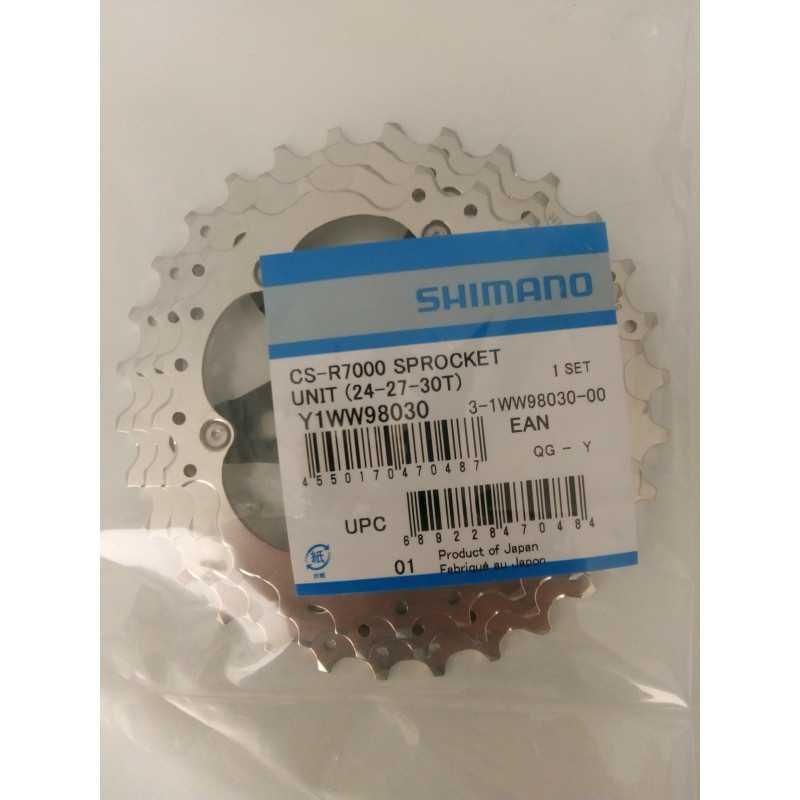 SHIMANO
CS-R7000 SPROCKET 1 SET
UNIT (24-27-30T)
Y1WW98030 3-1WW98030-00
EAN
4550170470487 QG - Y
UPC 689228470484
紙
01 Product of Japan
Fabriqué au Japon